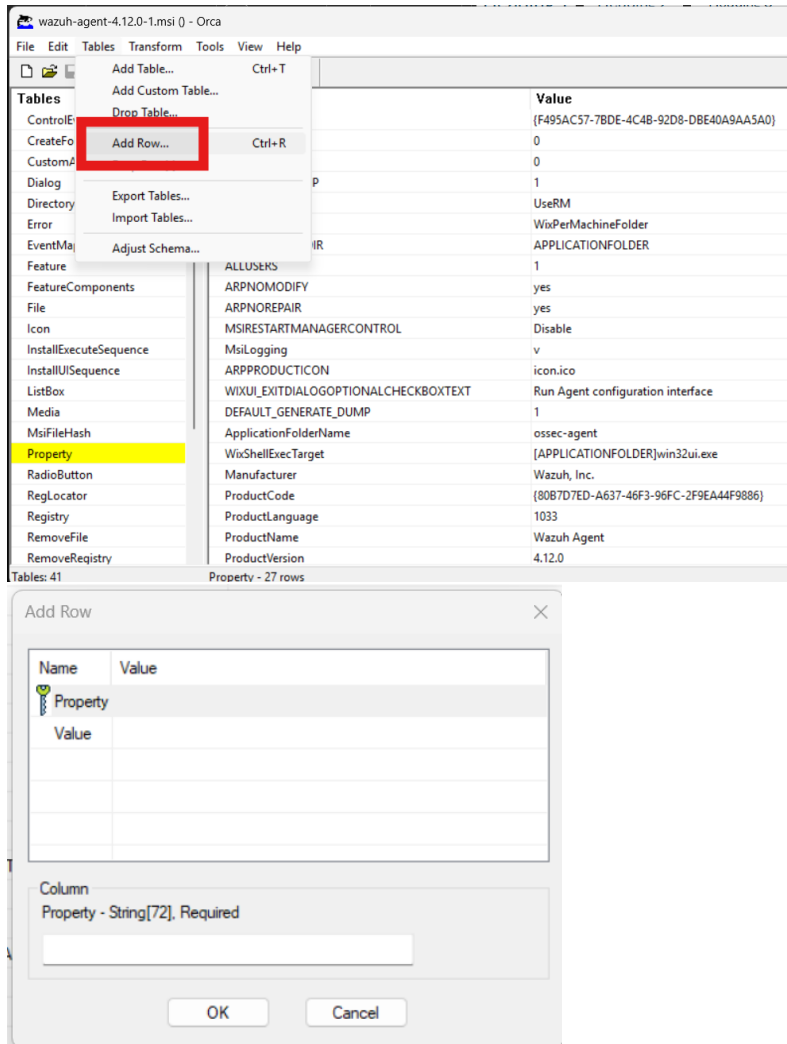 wazuh-agent-4.12.0-1.msi () - Orca
File Edit Tables Transform Tools View Help
Add Table... Ctrl+T
Add Custom Table...
Drop Table...
Add Row... Ctrl+R
Export Tables...
Import Tables...
Adjust Schema...
Tables Value
ControlEv {F495AC57-7BDE-4C4B-92D8-DBE40A9AA5A0}
CreateFo 0
CustomA 0
Dialog P 1
Directory UseRM
Error WixPerMachineFolder
EventMa IR APPLICATIONFOLDER
Feature ALLUSERS 1
FeatureComponents ARPNOMODIFY yes
File ARPNOREPAIR yes
Icon MSIRESTARTMANAGERCONTROL Disable
InstallExecuteSequence MsiLogging v
InstallUISequence ARPPRODUCTICON icon.ico
ListBox WIXUI_EXITDIALOGOPTIONALCHECKBOXTEXT Run Agent configuration interface
Media DEFAULT_GENERATE_DUMP 1
MsiFileHash ApplicationFolderName ossec-agent
Property WixShellExecTarget [APPLICATIONFOLDER]win32ui.exe
RadioButton Manufacturer Wazuh, Inc.
RegLocator ProductCode {80B7D7ED-A637-46F3-96FC-2F9EA44F9886}
Registry ProductLanguage 1033
RemoveFile ProductName Wazuh Agent
RemoveRegistry ProductVersion 4.12.0
Tables: 41 Property - 27 rows
Add Row
Name Value
Property
Value
Column
Property - String[72], Required
OK Cancel